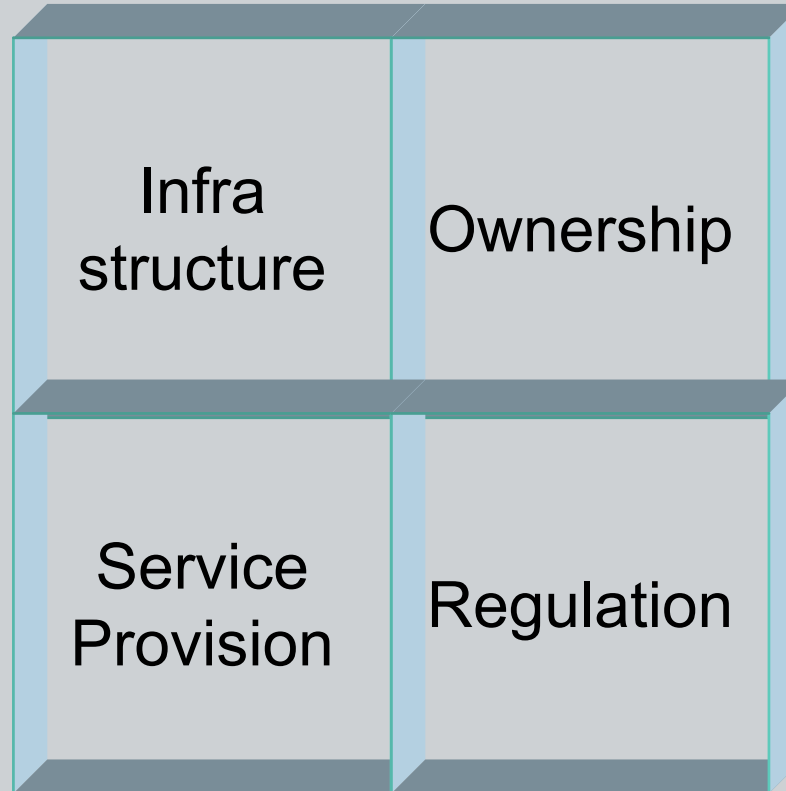 Infra
structure
Ownership
Service
Provision
Regulation